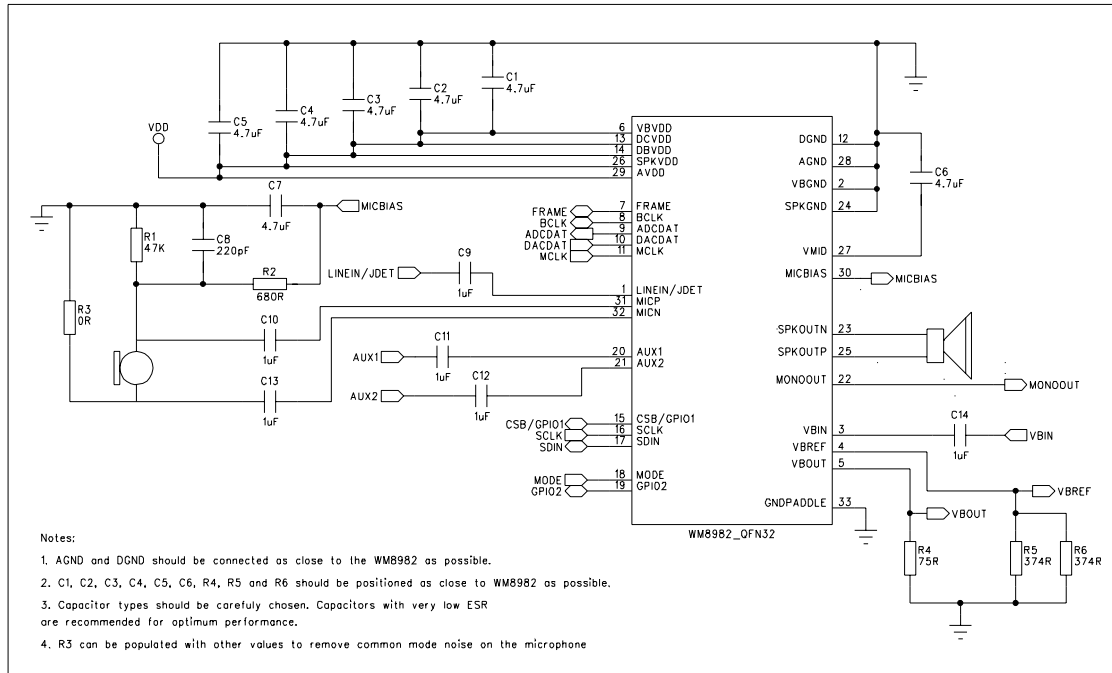 C1
4.7uF
C2
4.7uF
C3
4.7uF
C4
4.7uF
C5
4.7uF
VDD
6 VBVDD
13 DCVDD
14 DBVDD
26 SPKVDD
29 AVDD
DGND 12
AGND 28
VBGND 2
SPKGND 24
C6
4.7uF
VMID 27
MICBIAS 30 MICBIAS
C7
4.7uF
MICBIAS
R1
47K
C8
220pF
R2
680R
R3
0R
FRAME 7 FRAME
BCLK 8 BCLK
ADCDAT 9 ADCDAT
DACDAT 10 DACDAT
MCLK 11 MCLK
LINEIN/JDET
C9
1uF
1 LINEIN/JDET
31 MICP
32 MICN
C10
1uF
C13
1uF
AUX1
C11
1uF
20 AUX1
21 AUX2
AUX2
C12
1uF
SPKOUTN 23
SPKOUTP 25
MONOOUT 22 MONOOUT
CSB/GPIO1 15 CSB/GPIO1
SCLK 16 SCLK
SDIN 17 SDIN
MODE 18 MODE
GPIO2 19 GPIO2
VBIN 3
C14
1uF
VBIN
VBREF 4
VBOUT 5
VBREF
VBOUT
GNDPADDLE 33
WM8982_QFN32
R4
75R
R5
374R
R6
374R
Notes:
1. AGND and DGND should be connected as close to the WM8982 as possible.
2. C1, C2, C3, C4, C5, C6, R4, R5 and R6 should be positioned as close to WM8982 as possible.
3. Capacitor types should be carefuly chosen. Capacitors with very low ESR
are recommended for optimum performance.
4. R3 can be populated with other values to remove common mode noise on the microphone